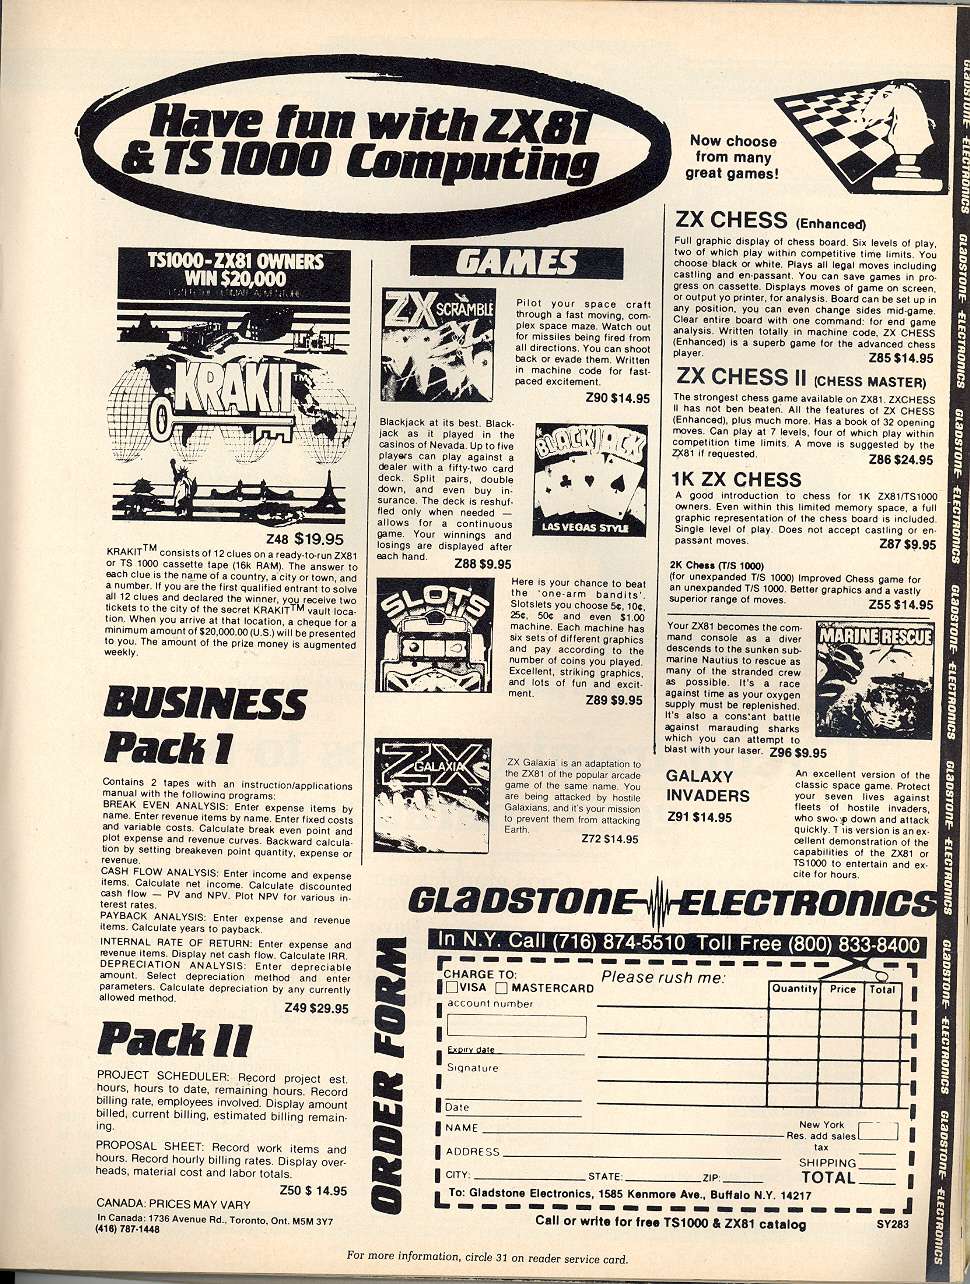 Have fun with ZX81
& TS 1000 Computing
Now choose
from many
great games!
TS1000-ZX81 OWNERS
WIN $20,000
KRAKIT™
Z48 $19.95
KRAKIT™ consists of 12 clues on a ready-to-run ZX81
or TS 1000 cassette tape (16k RAM). The answer to
each clue is the name of a country, a city or town, and
a number. If you are the first qualified entrant to solve
all 12 clues and declared the winner, you receive two
tickets to the city of the secret KRAKIT™ vault loca-
tion. When you arrive at that location, a cheque for a
minimum amount of $20,000.00 (U.S.) will be presented
to you. The amount of the prize money is augmented
weekly.
BUSINESS
Pack I
Contains 2 tapes with an instruction/applications
manual with the following programs:
BREAK EVEN ANALYSIS: Enter expense items by
name. Enter revenue items by name. Enter fixed costs
and variable costs. Calculate break even point and
plot expense and revenue curves. Backward calcula-
tion by setting breakeven point quantity, expense or
revenue.
CASH FLOW ANALYSIS: Enter income and expense
items. Calculate net income. Calculate discounted
cash flow — PV and NPV. Plot NPV for various in-
terest rates.
PAYBACK ANALYSIS: Enter expense and revenue
items. Calculate years to payback.
INTERNAL RATE OF RETURN: Enter expense and
revenue items. Display net cash flow. Calculate IRR.
DEPRECIATION ANALYSIS: Enter depreciable
amount. Select depreciation method and enter
parameters. Calculate depreciation by any currently
allowed method.
Z49 $29.95
Pack II
PROJECT SCHEDULER: Record project est.
hours, hours to date, remaining hours. Record
billing rate, employees involved. Display amount
billed, current billing, estimated billing remain-
ing.
PROPOSAL SHEET: Record work items and
hours. Record hourly billing rates. Display over-
heads, material cost and labor totals.
Z50 $ 14.95
CANADA: PRICES MAY VARY
In Canada: 1736 Avenue Rd., Toronto, Ont. M5M 3Y7
(416) 787-1448
GAMES
ZX SCRAMBLE
Pilot your space craft
through a fast moving, com-
plex space maze. Watch out
for missiles being fired from
all directions. You can shoot
back or evade them. Written
in machine code for fast-
paced excitement.
Z90 $14.95
Blackjack at its best. Black-
jack as it played in the
casinos of Nevada. Up to five
players can play against a
dealer with a fifty-two card
deck. Split pairs, double
down, and even buy in-
surance. The deck is reshuf-
fled only when needed —
allows for a continuous
game. Your winnings and
losings are displayed after
each hand.
Z88 $9.95
BLACKJACK
LAS VEGAS STYLE
SLOTS
Here is your chance to beat
the 'one-arm bandits'.
Slotslets you choose 5¢, 10¢,
25¢, 50¢ and even $1.00
machine. Each machine has
six sets of different graphics
and pay according to the
number of coins you played.
Excellent, striking graphics,
and lots of fun and excit-
ment.
Z89 $9.95
ZX GALAXIA
'ZX Galaxia' is an adaptation to
the ZX81 of the popular arcade
game of the same name. You
are being attacked by hostile
Galaxians, and it's your mission
to prevent them from attacking
Earth.
Z72 $14.95
ZX CHESS (Enhanced)
Full graphic display of chess board. Six levels of play,
two of which play within competitive time limits. You
choose black or white. Plays all legal moves including
castling and en-passant. You can save games in pro-
gress on cassette. Displays moves of game on screen,
or output yo printer, for analysis. Board can be set up in
any position, you can even change sides mid-game.
Clear entire board with one command: for end game
analysis. Written totally in machine code, ZX CHESS
(Enhanced) is a superb game for the advanced chess
player.
Z85 $14.95
ZX CHESS II (CHESS MASTER)
The strongest chess game available on ZX81. ZXCHESS
II has not ben beaten. All the features of ZX CHESS
(Enhanced), plus much more. Has a book of 32 opening
moves. Can play at 7 levels, four of which play within
competition time limits. A move is suggested by the
ZX81 if requested.
Z86 $24.95
1K ZX CHESS
A good introduction to chess for 1K ZX81/TS1000
owners. Even within this limited memory space, a full
graphic representation of the chess board is included.
Single level of play. Does not accept castling or en-
passant moves.
Z87 $9.95
2K Chess (T/S 1000)
(for unexpanded T/S 1000) Improved Chess game for
an unexpanded T/S 1000. Better graphics and a vastly
superior range of moves.
Z55 $14.95
Your ZX81 becomes the com-
mand console as a diver
descends to the sunken sub-
marine Nautius to rescue as
many of the stranded crew
as possible. It's a race
against time as your oxygen
supply must be replenished.
It's also a constant battle
against marauding sharks
which you can attempt to
blast with your laser. Z96 $9.95
MARINE RESCUE
GALAXY
INVADERS
Z91 $14.95
An excellent version of the
classic space game. Protect
your seven lives against
fleets of hostile invaders,
who swoop down and attack
quickly. This version is an ex-
cellent demonstration of the
capabilities of the ZX81 or
TS1000 to entertain and ex-
cite for hours.
GLADSTONE ELECTRONICS
In N.Y. Call (716) 874-5510 Toll Free (800) 833-8400
ORDER FORM
CHARGE TO:
VISA MASTERCARD
Please rush me:
Quantity Price Total
account number
Expiry date
Signature
Date
NAME
ADDRESS
CITY: STATE: ZIP:
New York
Res. add sales
tax
SHIPPING
TOTAL
To: Gladstone Electronics, 1585 Kenmore Ave., Buffalo N.Y. 14217
Call or write for free TS1000 & ZX81 catalog
SY283
For more information, circle 31 on reader service card.
GLADSTONE ELECTRONICS GLADSTONE ELECTRONICS GLADSTONE ELECTRONICS GLADSTONE ELECTRONICS GLADSTONE ELECTRONICS GLADSTONE ELECTRONICS GLADSTONE ELECTRONICS